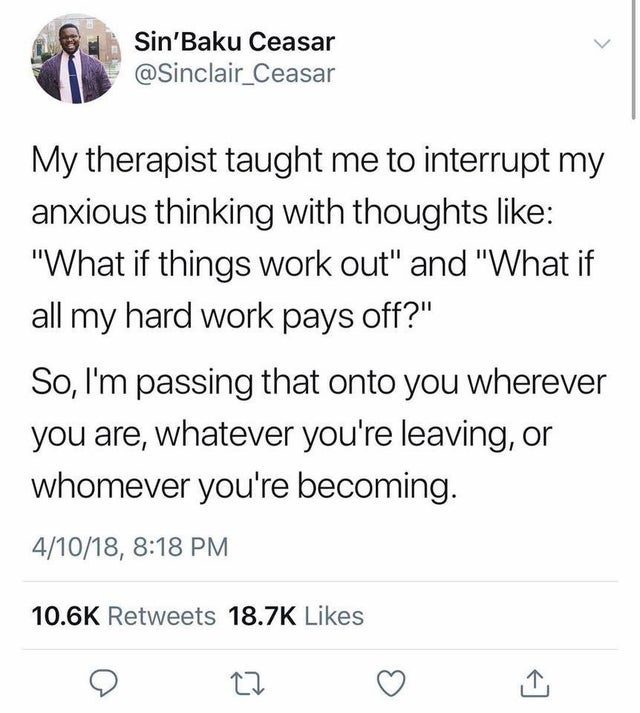 Sin'Baku Ceasar
@Sinclair_Ceasar
My therapist taught me to interrupt my
anxious thinking with thoughts like:
"What if things work out" and "What if
all my hard work pays off?"
So, I'm passing that onto you wherever
you are, whatever you're leaving, or
whomever you're becoming.
4/10/18, 8:18 PM
10.6K Retweets 18.7K Likes